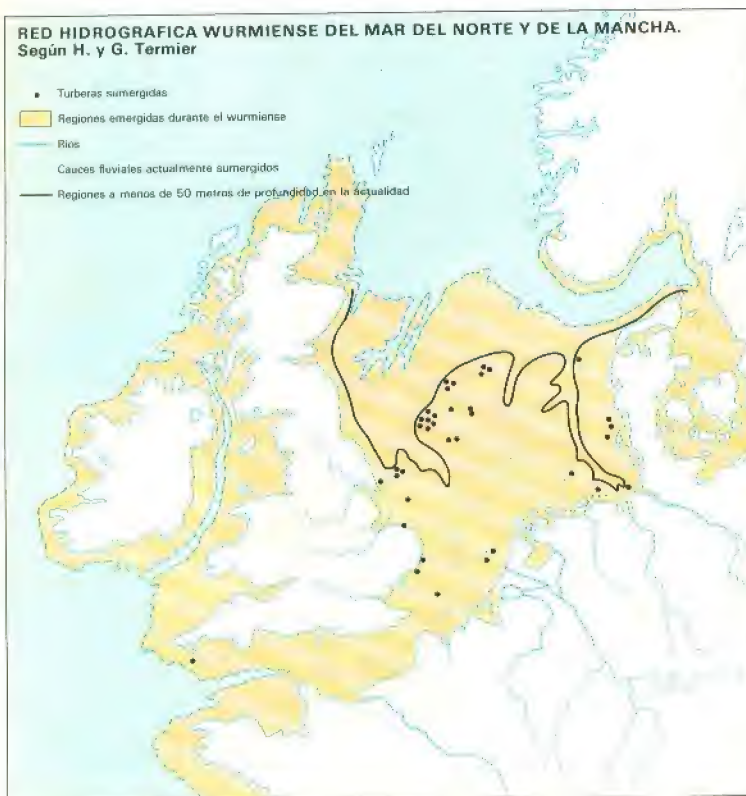 RED HIDROGRAFICA WURMIENSE DEL MAR DEL NORTE Y DE LA MANCHA.
Según H. y G. Termier
Turberas sumergidas
Regiones emergidas durante el wurmiense
Rios
Cauces fluviales actualmente sumergidos
Regiones a menos de 50 metros de profundidad en la actualidad